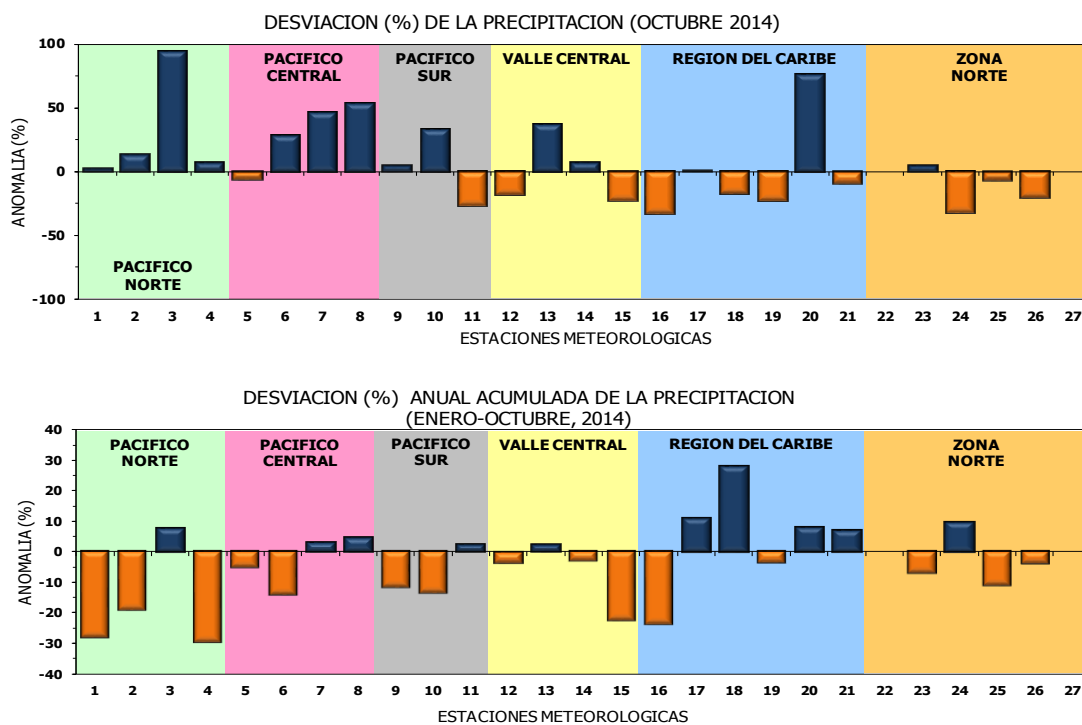 DESVIACION (%) DE LA PRECIPITACION (OCTUBRE 2014)
ANOMALIA (%)
100
50
0
-50
-100
PACIFICO
NORTE
PACIFICO
CENTRAL
PACIFICO
SUR
VALLE CENTRAL
REGION DEL CARIBE
ZONA
NORTE
1 2 3 4 5 6 7 8 9 10 11 12 13 14 15 16 17 18 19 20 21 22 23 24 25 26 27
ESTACIONES METEOROLOGICAS
DESVIACION (%) ANUAL ACUMULADA DE LA PRECIPITACION
(ENERO-OCTUBRE, 2014)
ANOMALIA (%)
40
30
20
10
0
-10
-20
-30
-40
PACIFICO
NORTE
PACIFICO
CENTRAL
PACIFICO
SUR
VALLE CENTRAL
REGION DEL CARIBE
ZONA
NORTE
1 2 3 4 5 6 7 8 9 10 11 12 13 14 15 16 17 18 19 20 21 22 23 24 25 26 27
ESTACIONES METEOROLOGICAS